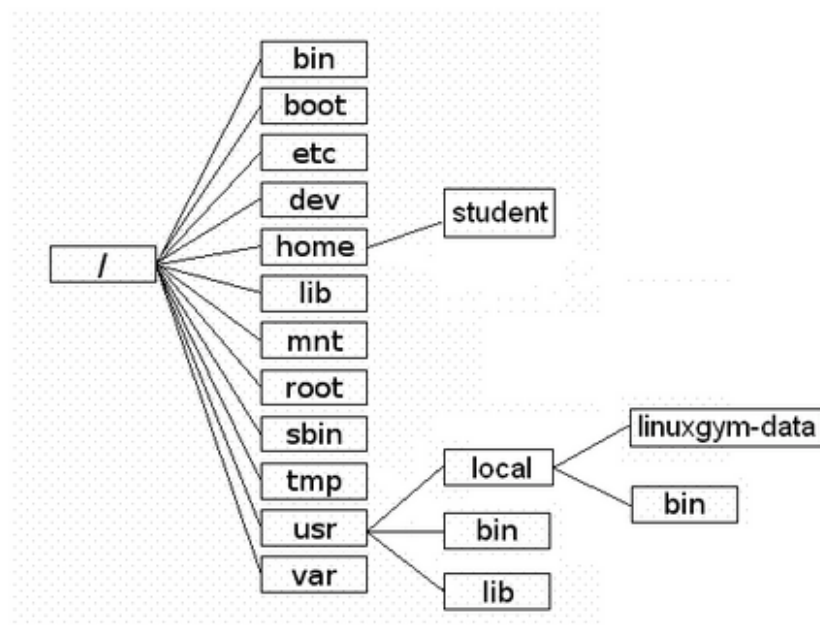 /
bin
boot
etc
dev
home
lib
mnt
root
sbin
tmp
usr
var
student
local
bin
lib
linuxgym-data
bin